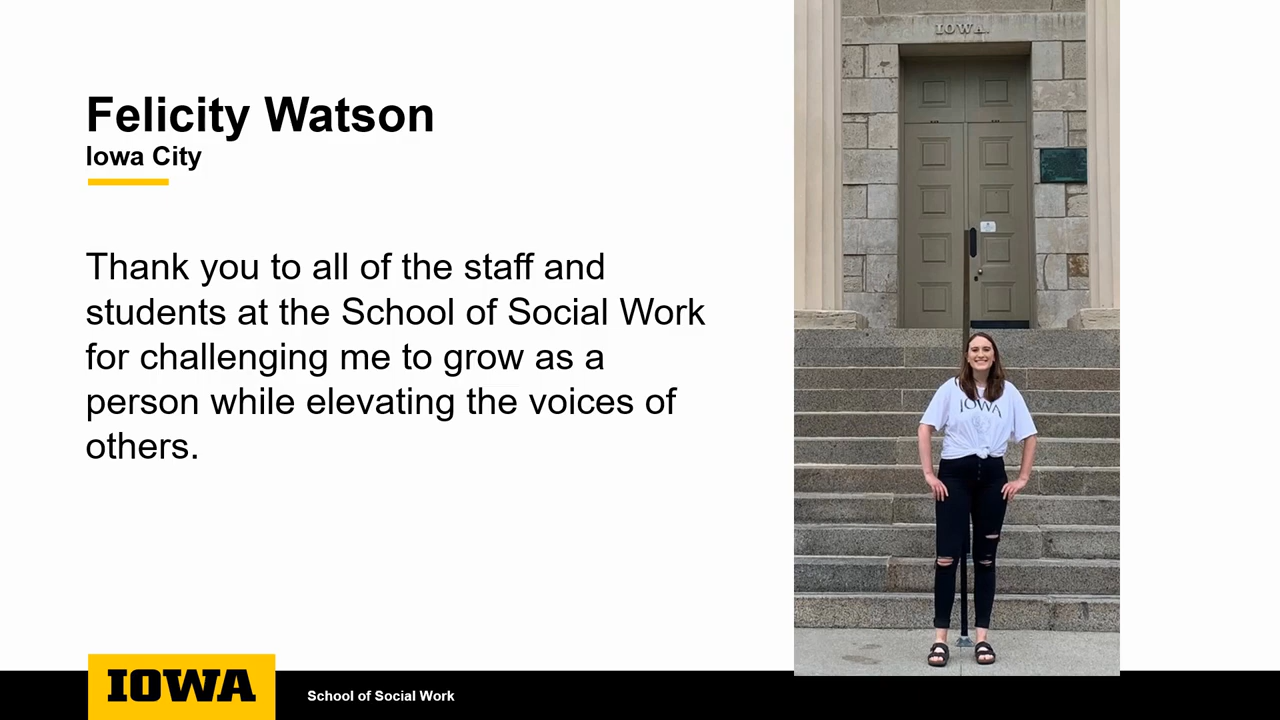 IOWA.
Felicity Watson
Iowa City
Thank you to all of the staff and
students at the School of Social Work
for challenging me to grow as a
person while elevating the voices of
others.
IOWA
IOWA
School of Social Work